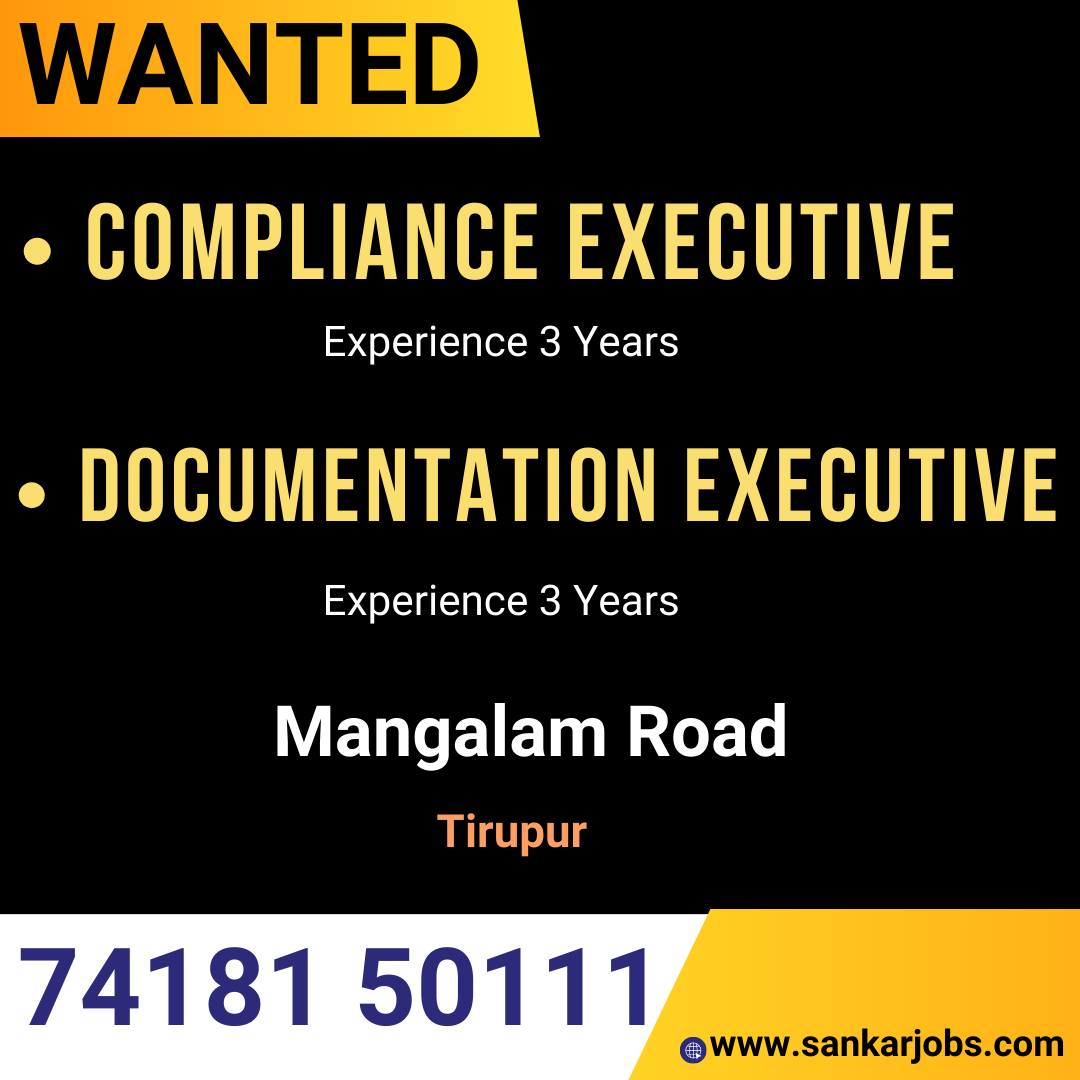 WANTED
• COMPLIANCE EXECUTIVE
Experience 3 Years
• DOCUMENTATION EXECUTIVE
Experience 3 Years
Mangalam Road
Tirupur
74181 50111
www.sankarjobs.com